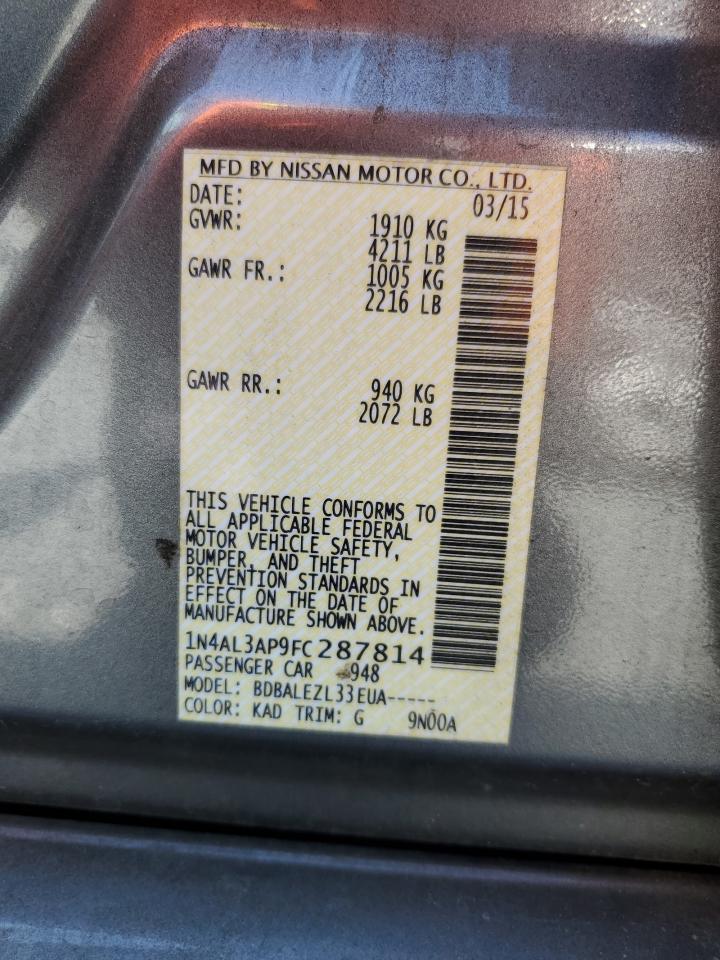 MFD BY NISSAN MOTOR CO., LTD.
DATE: 03/15
GVWR: 1910 KG
4211 LB
GAWR FR.: 1005 KG
2216 LB
GAWR RR.: 940 KG
2072 LB
THIS VEHICLE CONFORMS TO
ALL APPLICABLE FEDERAL
MOTOR VEHICLE SAFETY,
BUMPER, AND THEFT
PREVENTION STANDARDS IN
EFFECT ON THE DATE OF
MANUFACTURE SHOWN ABOVE.
1N4AL3AP9FC287814
PASSENGER CAR 948
MODEL: BDBALEZL33EUA-----
COLOR: KAD TRIM: G 9N00A